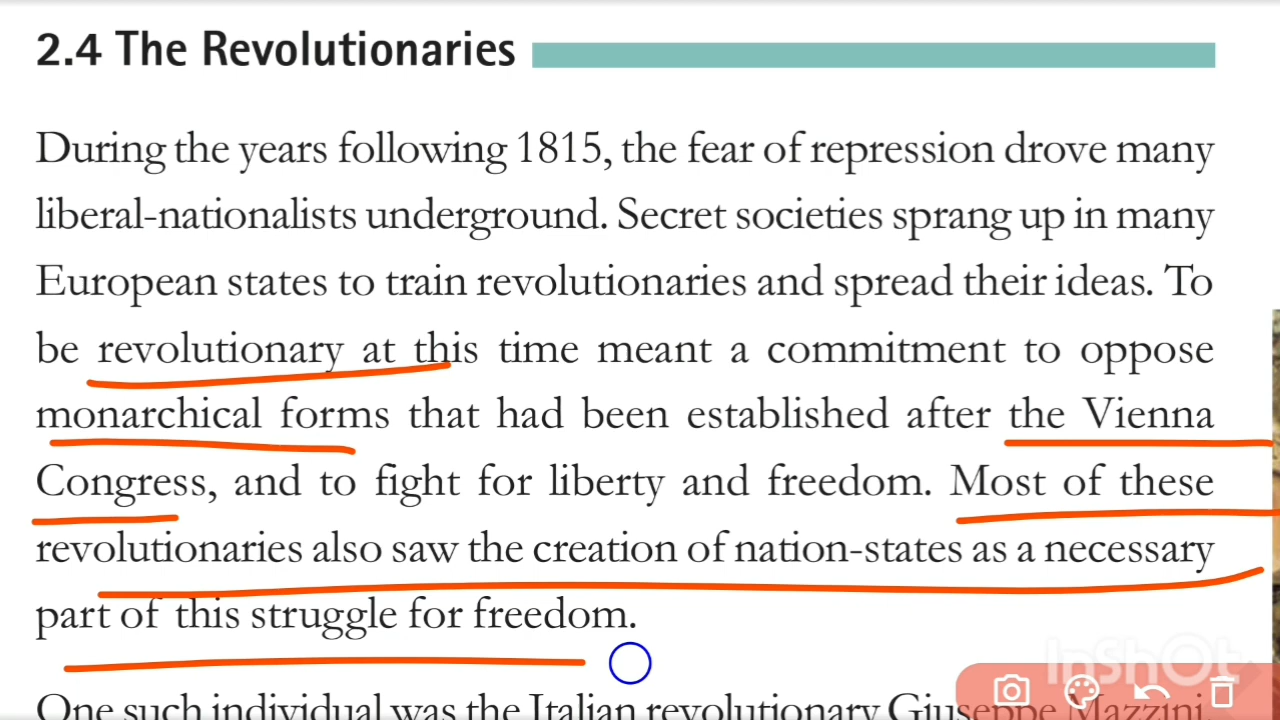 2.4 The Revolutionaries
During the years following 1815, the fear of repression drove many
liberal-nationalists underground. Secret societies sprang up in many
European states to train revolutionaries and spread their ideas. To
be revolutionary at this time meant a commitment to oppose
monarchical forms that had been established after the Vienna
Congress, and to fight for liberty and freedom. Most of these
revolutionaries also saw the creation of nation-states as a necessary
part of this struggle for freedom.
One such individual was the Italian revolutionary Giuseppe Mazzini.
InShOt